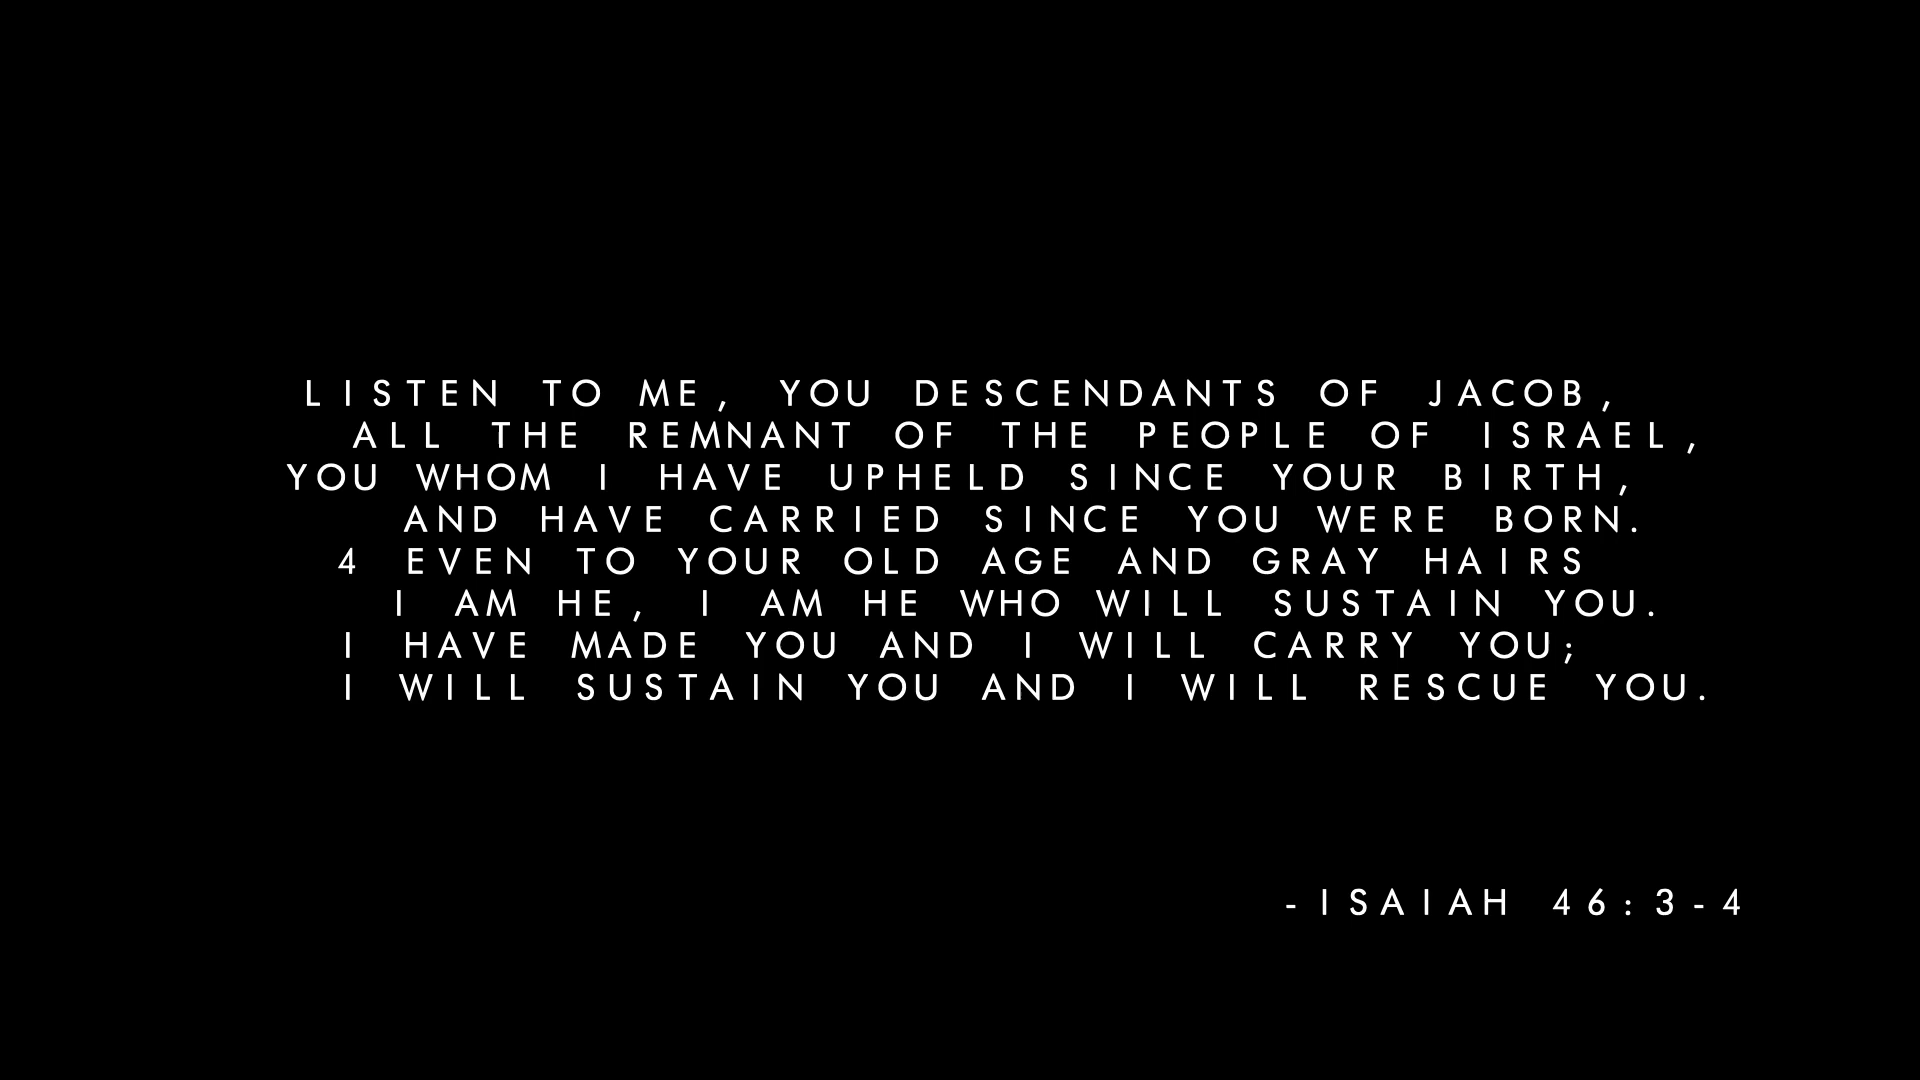 LISTEN TO ME, YOU DESCENDANTS OF JACOB,
ALL THE REMNANT OF THE PEOPLE OF ISRAEL,
YOU WHOM I HAVE UPHELD SINCE YOUR BIRTH,
AND HAVE CARRIED SINCE YOU WERE BORN.
4 EVEN TO YOUR OLD AGE AND GRAY HAIRS
I AM HE, I AM HE WHO WILL SUSTAIN YOU.
I HAVE MADE YOU AND I WILL CARRY YOU;
I WILL SUSTAIN YOU AND I WILL RESCUE YOU.
-ISAIAH 46:3-4